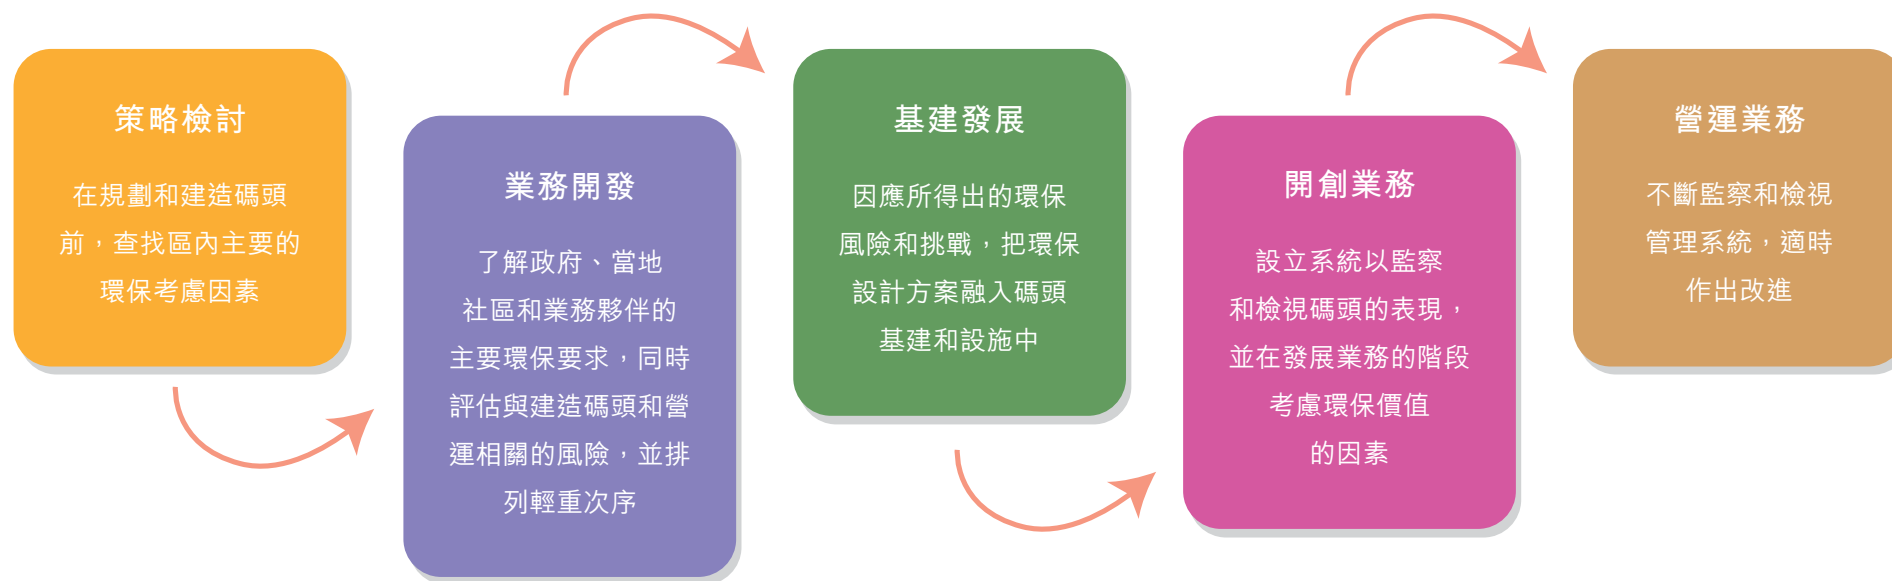 策略檢討
在規劃和建造碼頭
前，查找區內主要的
環保考慮因素
業務開發
了解政府、當地
社區和業務夥伴的
主要環保要求，同時
評估與建造碼頭和營
運相關的風險，並排
列輕重次序
基建發展
因應所得出的環保
風險和挑戰，把環保
設計方案融入碼頭
基建和設施中
開創業務
設立系統以監察
和檢視碼頭的表現，
並在發展業務的階段
考慮環保價值
的因素
營運業務
不斷監察和檢視
管理系統，適時
作出改進